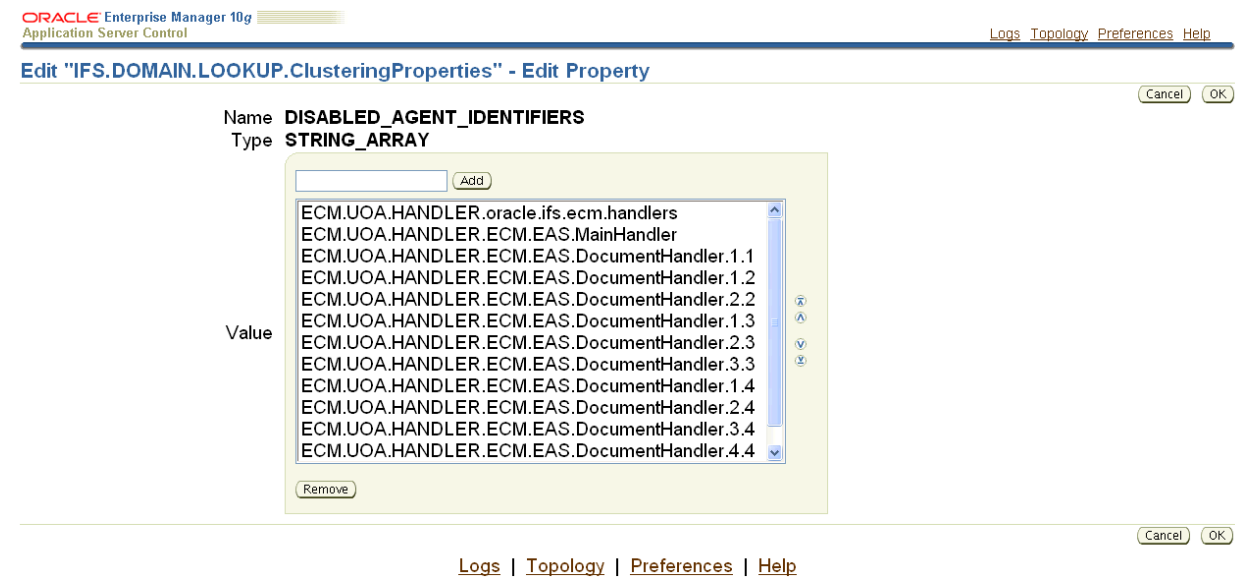 ORACLE Enterprise Manager 10g
Application Server Control
Logs Topology Preferences Help
Edit "IFS.DOMAIN.LOOKUP.ClusteringProperties" - Edit Property
Cancel OK
Name DISABLED_AGENT_IDENTIFIERS
Type STRING_ARRAY
Add
ECM.UOA.HANDLER.oracle.ifs.ecm.handlers
ECM.UOA.HANDLER.ECM.EAS.MainHandler
ECM.UOA.HANDLER.ECM.EAS.DocumentHandler.1.1
ECM.UOA.HANDLER.ECM.EAS.DocumentHandler.1.2
ECM.UOA.HANDLER.ECM.EAS.DocumentHandler.2.2
ECM.UOA.HANDLER.ECM.EAS.DocumentHandler.1.3
Value
ECM.UOA.HANDLER.ECM.EAS.DocumentHandler.2.3
ECM.UOA.HANDLER.ECM.EAS.DocumentHandler.3.3
ECM.UOA.HANDLER.ECM.EAS.DocumentHandler.1.4
ECM.UOA.HANDLER.ECM.EAS.DocumentHandler.2.4
ECM.UOA.HANDLER.ECM.EAS.DocumentHandler.3.4
ECM.UOA.HANDLER.ECM.EAS.DocumentHandler.4.4
Remove
Cancel OK
Logs | Topology | Preferences | Help